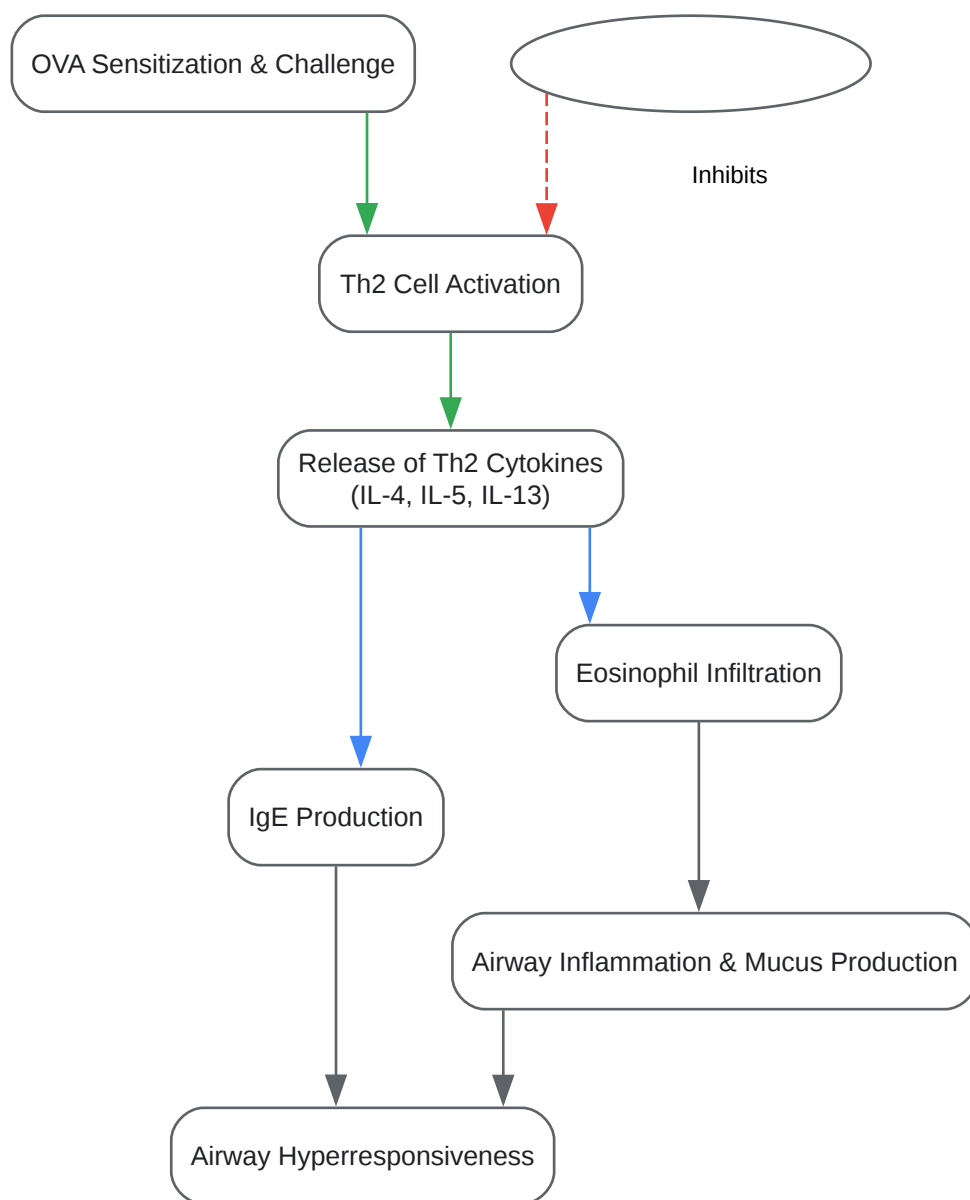 OVA Sensitization & Challenge
Inhibits
Th2 Cell Activation
Release of Th2 Cytokines
(IL-4, IL-5, IL-13)
Eosinophil Infiltration
IgE Production
Airway Inflammation & Mucus Production
Airway Hyperresponsiveness